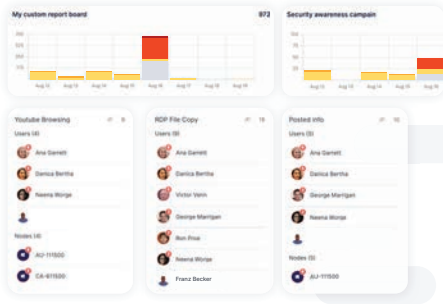 My custom report board 973
Security awareness campain
Aug 12 Aug 13 Aug 14 Aug 15 Aug 16 Aug 17 Aug 18 Aug 19
Aug 12 Aug 13 Aug 14 Aug 15 Aug 16
Youtube Browsing
Users (4)
Ana Garrett
Danica Bertha
Neena Worge
Nodes (4)
AU-111500
CA-611500
RDP File Copy
Users (9)
Ana Garrett
Danica Bertha
Victor Vann
George Marrigan
Ron Prise
Neena Worge
Franz Becker
Posted info
Users (5)
Ana Garrett
Danica Bertha
George Marrigan
Neena Worge
Nodes (5)
AU-111500